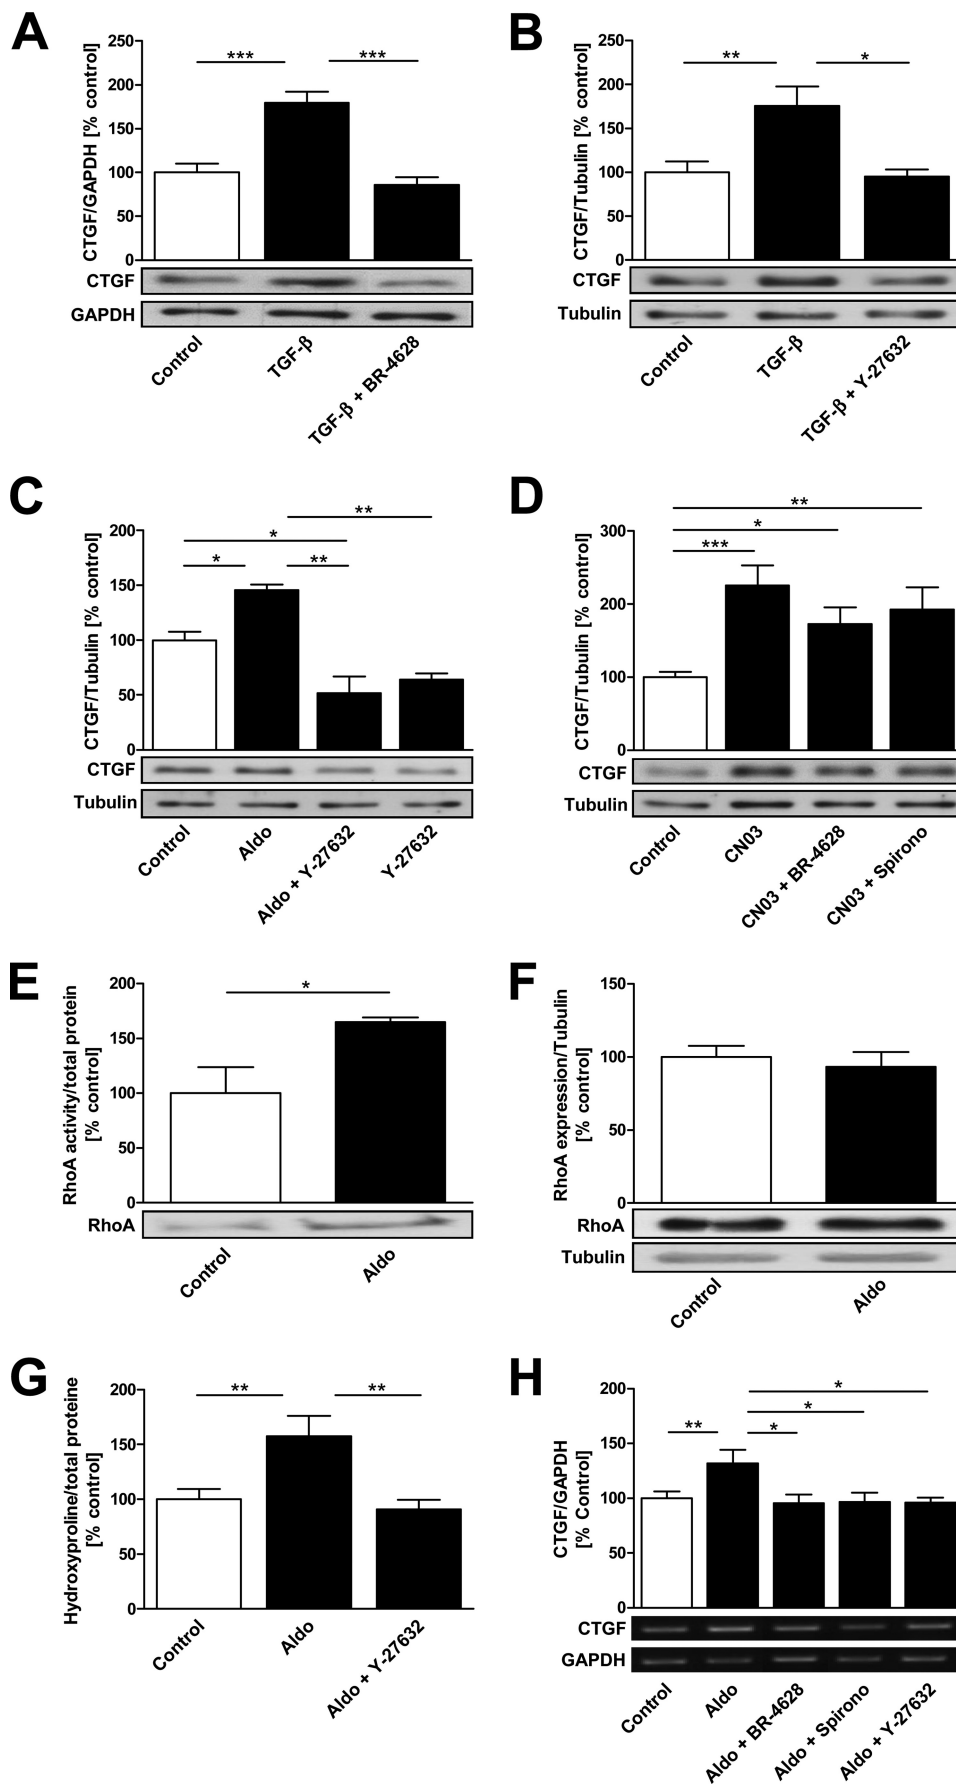 A
CTGF/GAPDH [% control]
250
200
150
100
50
0
*** ***
CTGF
GAPDH
Control
TGF-β
TGF-β + BR-4628
B
CTGF/Tubulin [% control]
250
200
150
100
50
0
** *
CTGF
Tubulin
Control
TGF-β
TGF-β + Y-27632
C
CTGF/Tubulin [% control]
200
150
100
50
0
**
*
* **
CTGF
Tubulin
Control
Aldo
Aldo + Y-27632
Y-27632
D
CTGF/Tubulin [% control]
300
200
100
0
**
*
***
CTGF
Tubulin
Control
CN03
CN03 + BR-4628
CN03 + Spirono
E
RhoA activity/total protein
[% control]
200
150
100
50
0
*
RhoA
Control
Aldo
F
RhoA expression/Tubulin
[% control]
150
100
50
0
RhoA
Tubulin
Control
Aldo
G
Hydroxyproline/total proteine
[% control]
200
150
100
50
0
** **
Control
Aldo
Aldo + Y-27632
H
CTGF/GAPDH
[% Control]
200
150
100
50
0
*
*
** *
CTGF
GAPDH
Control
Aldo
Aldo + BR-4628
Aldo + Spirono
Aldo + Y-27632